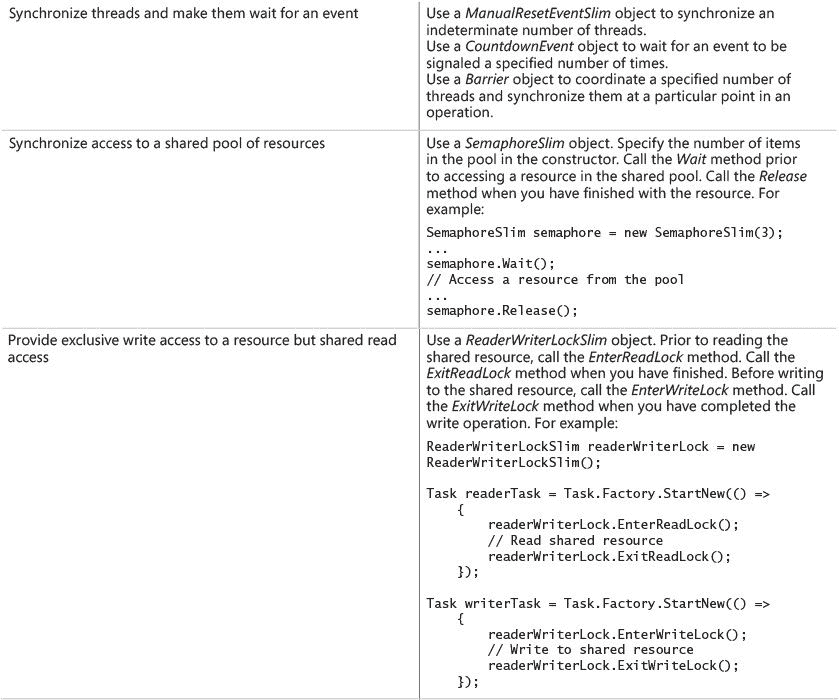 Synchronize threads and make them wait for an event
Use a ManualResetEventSlim object to synchronize an
indeterminate number of threads.
Use a CountdownEvent object to wait for an event to be
signaled a specified number of times.
Use a Barrier object to coordinate a specified number of
threads and synchronize them at a particular point in an
operation.
Synchronize access to a shared pool of resources
Use a SemaphoreSlim object. Specify the number of items
in the pool in the constructor. Call the Wait method prior
to accessing a resource in the shared pool. Call the Release
method when you have finished with the resource. For
example:
SemaphoreSlim semaphore = new SemaphoreSlim(3);
...
semaphore.Wait();
// Access a resource from the pool
...
semaphore.Release();
Provide exclusive write access to a resource but shared read
access
Use a ReaderWriterLockSlim object. Prior to reading the
shared resource, call the EnterReadLock method. Call the
ExitReadLock method when you have finished. Before writing
to the shared resource, call the EnterWriteLock method. Call
the ExitWriteLock method when you have completed the
write operation. For example:
ReaderWriterLockSlim readerWriterLock = new
ReaderWriterLockSlim();
Task readerTask = Task.Factory.StartNew(() =>
{
readerWriterLock.EnterReadLock();
// Read shared resource
readerWriterLock.ExitReadLock();
});
Task writerTask = Task.Factory.StartNew(() =>
{
readerWriterLock.EnterWriteLock();
// Write to shared resource
readerWriterLock.ExitWriteLock();
});